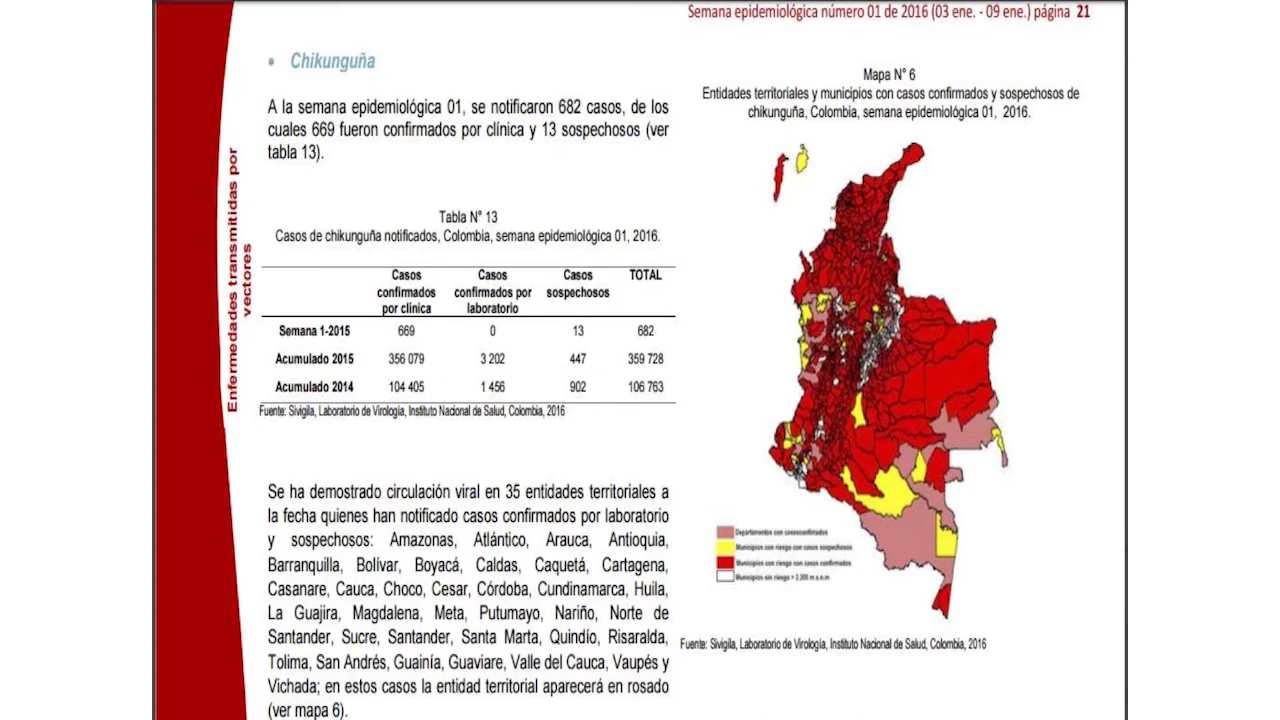 Semana epidemiológica número 01 de 2016 (03 ene. - 09 ene.) página 21
Enfermedades transmitidas por
vectores
• Chikunguña
A la semana epidemiológica 01, se notificaron 682 casos, de los
cuales 669 fueron confirmados por clínica y 13 sospechosos (ver
tabla 13).
Tabla N° 13
Casos de chikunguña notificados, Colombia, semana epidemiológica 01, 2016.
Casos confirmados por clínica Casos confirmados por laboratorio Casos sospechosos TOTAL
Semana 1-2015 669 0 13 682
Acumulado 2015 356 079 3 202 447 359 728
Acumulado 2014 104 405 1 456 902 106 763
Fuente: Sivigila, Laboratorio de Virología, Instituto Nacional de Salud, Colombia, 2016
Se ha demostrado circulación viral en 35 entidades territoriales a
la fecha quienes han notificado casos confirmados por laboratorio
y sospechosos: Amazonas, Atlántico, Arauca, Antioquia,
Barranquilla, Bolívar, Boyacá, Caldas, Caquetá, Cartagena,
Casanare, Cauca, Choco, Cesar, Córdoba, Cundinamarca, Huila,
La Guajira, Magdalena, Meta, Putumayo, Nariño, Norte de
Santander, Sucre, Santander, Santa Marta, Quindío, Risaralda,
Tolima, San Andrés, Guainía, Guaviare, Valle del Cauca, Vaupés y
Vichada; en estos casos la entidad territorial aparecerá en rosado
(ver mapa 6).
Mapa N° 6
Entidades territoriales y municipios con casos confirmados y sospechosos de
chikunguña, Colombia, semana epidemiológica 01, 2016.
Departamentos con casosconfirmados
Municipios con riesgo con casos sospechosos
Municipios con riesgo con casos confirmados
Municipios sin riesgo > 2.200 m.s.n.m
Fuente: Sivigila, Laboratorio de Virología, Instituto Nacional de Salud, Colombia, 2016